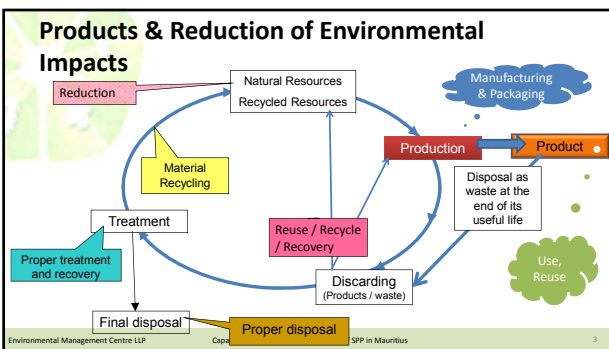 Products & Reduction of Environmental
Impacts
Reduction
Natural Resources
Recycled Resources
Manufacturing
& Packaging
Production
Product
Material
Recycling
Disposal as
waste at the
end of its
useful life
Treatment
Reuse / Recycle
/ Recovery
Proper treatment
and recovery
Use,
Reuse
Discarding
(Products / waste)
Final disposal
Proper disposal
Environmental Management Centre LLP
SPP in Mauritius
3